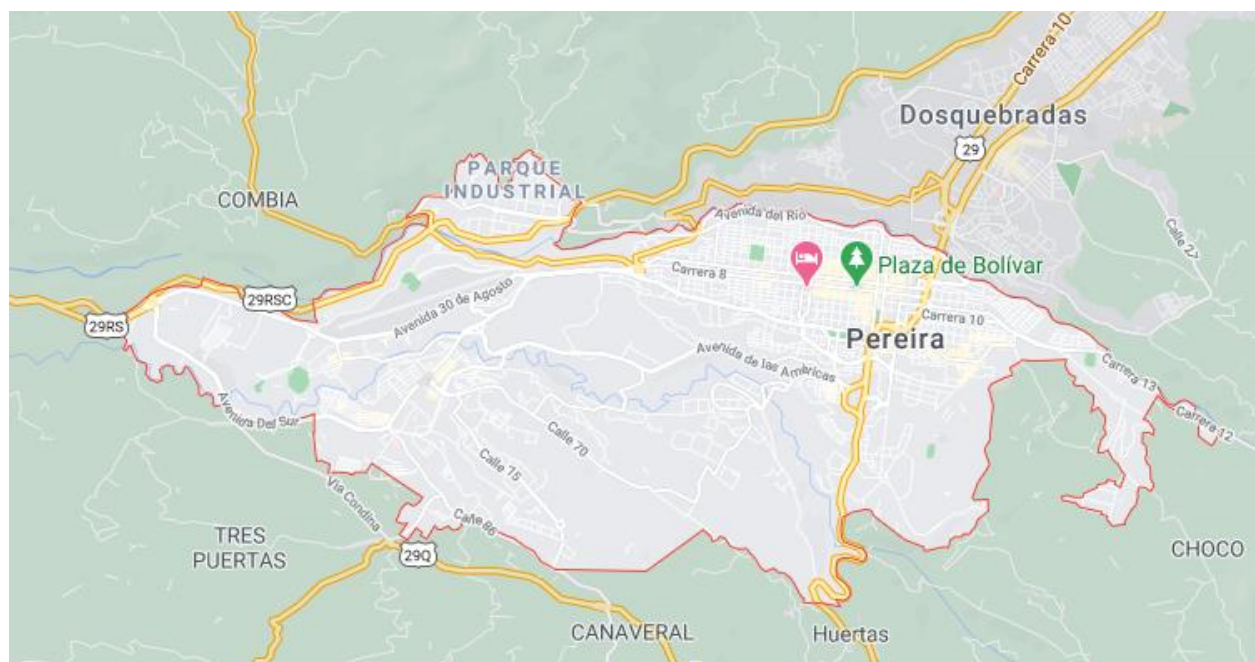 Carrera 10
Dosquebradas
29
PARQUE
INDUSTRIAL
COMBIA
Avenida del Rio
Calle 27
Carrera 8
Plaza de Bolívar
29RSC
29RS
Avenida 30 de Agosto
Carrera 10
Pereira
Avenida de las Américas
Carrera 13
Carrera 12
Avenida Del Sur
Calle 70
Calle 75
Vía Condina
Calle 86
TRES
PUERTAS
29Q
CHOCO
CANAVERAL
Huertas